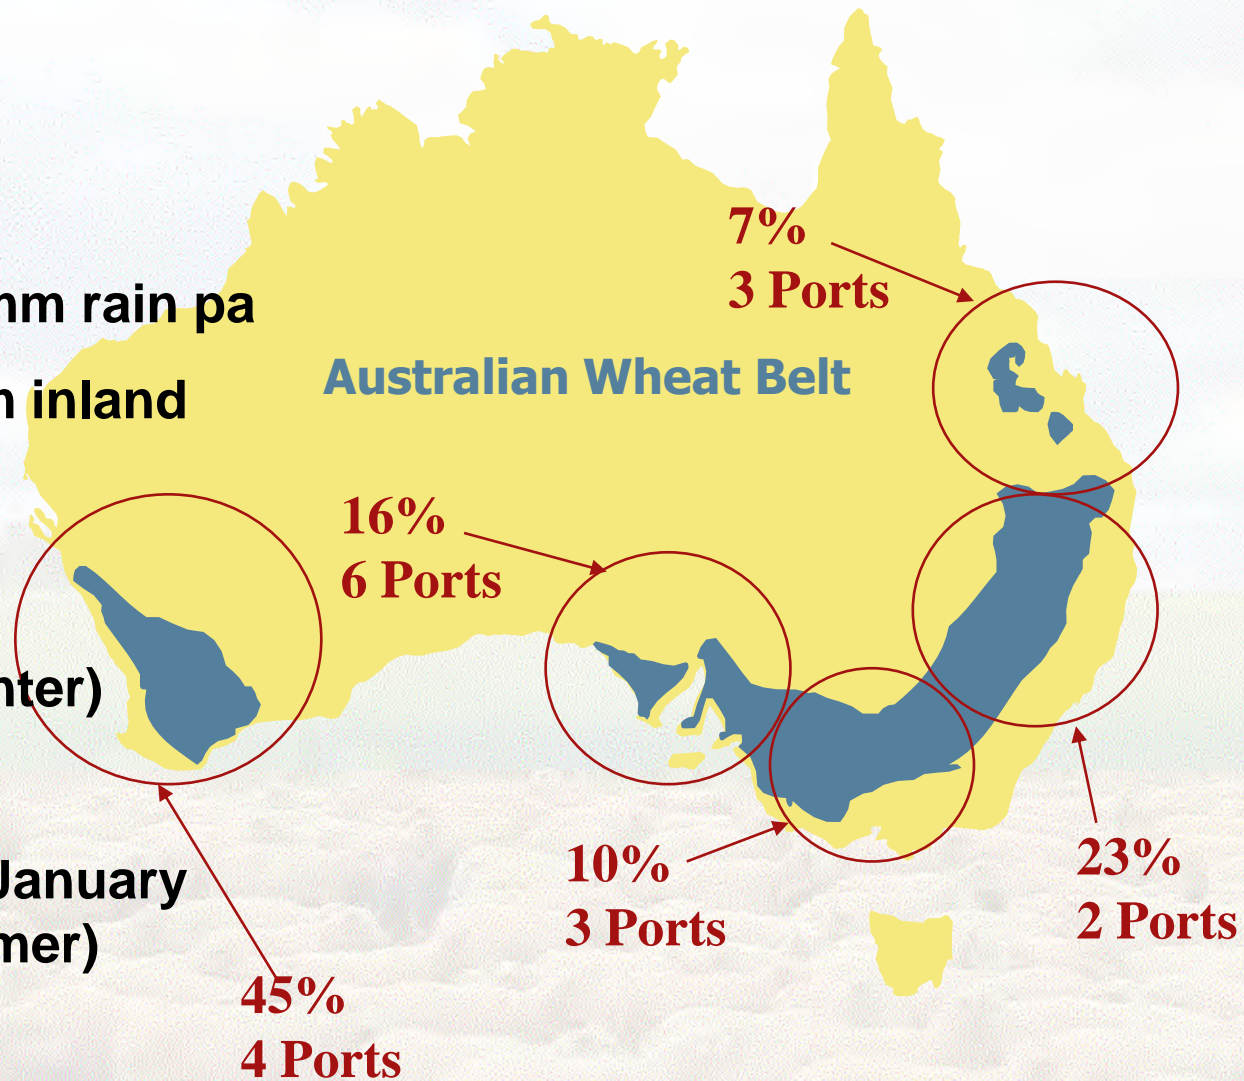 7%
3 Ports
mm rain pa
Australian Wheat Belt
inland
16%
6 Ports
nter)
10%
3 Ports
23%
2 Ports
January
mer)
45%
4 Ports